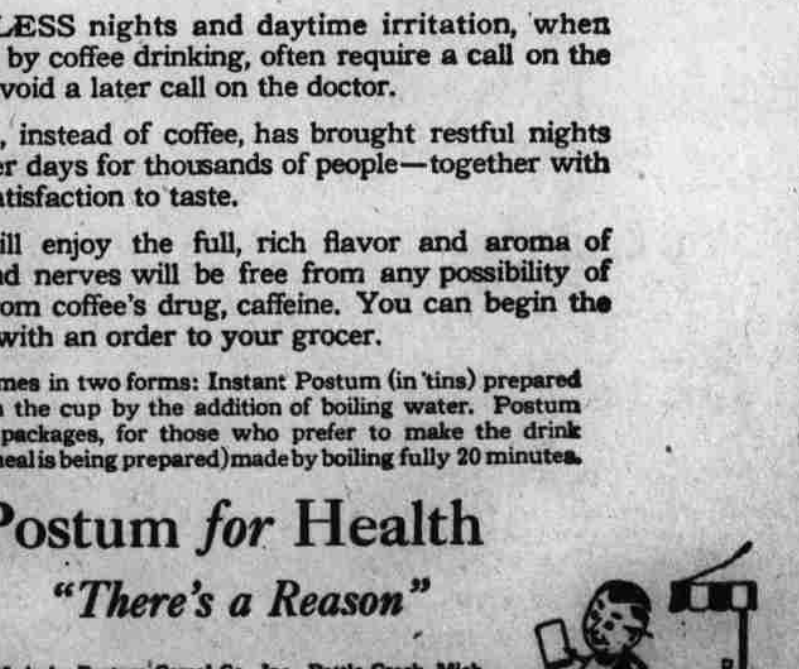 LESS nights and daytime irritation, when
by coffee drinking, often require a call on the
void a later call on the doctor.
, instead of coffee, has brought restful nights
er days for thousands of people—together with
atisfaction to taste.
ill enjoy the full, rich flavor and aroma of
nd nerves will be free from any possibility of
om coffee's drug, caffeine. You can begin the
with an order to your grocer.
mes in two forms: Instant Postum (in tins) prepared
the cup by the addition of boiling water. Postum
packages, for those who prefer to make the drink
meal is being prepared) made by boiling fully 20 minutes.
Postum for Health
“There's a Reason”